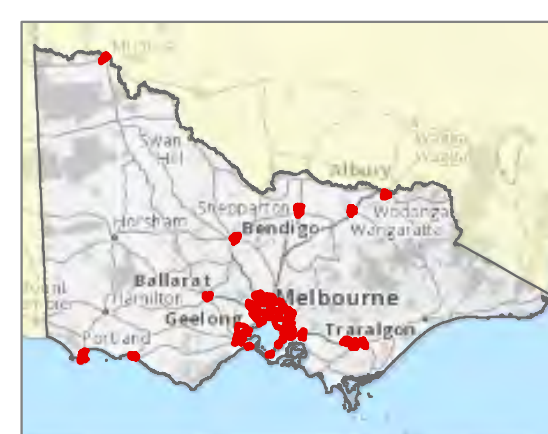 Swan
Hill
Albury
Shepparton
Wodonga
Horsham
Bendigo
Wangaratta
Ballarat
Hamilton
Melbourne
Geelong
Traralgon
Portland